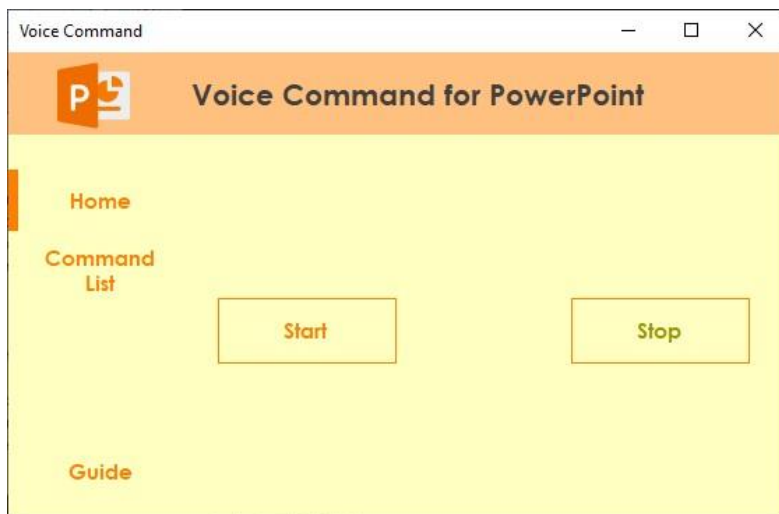 Voice Command
P
Voice Command for PowerPoint
Home
Command
List
Start
Stop
Guide